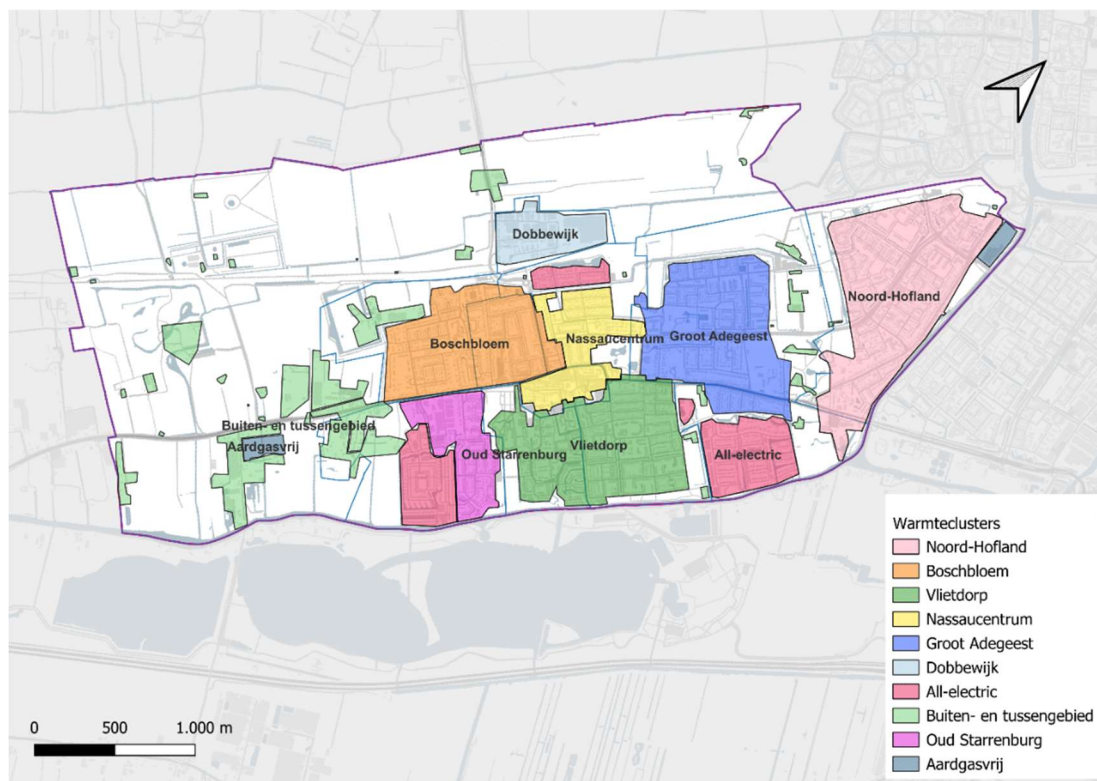 Dobbewijk
Noord-Hofland
Nassaucentrum
Groot Adegeest
Boschbloem
Buiten- en tussengebied
Aardgasvrij
Oud Starrenburg
Vlietdorp
All-electric
Warmteclusters
Noord-Hofland
Boschbloem
Vlietdorp
Nassaucentrum
Groot Adegeest
Dobbewijk
All-electric
Buiten- en tussengebied
Oud Starrenburg
Aardgasvrij
0 500 1.000 m